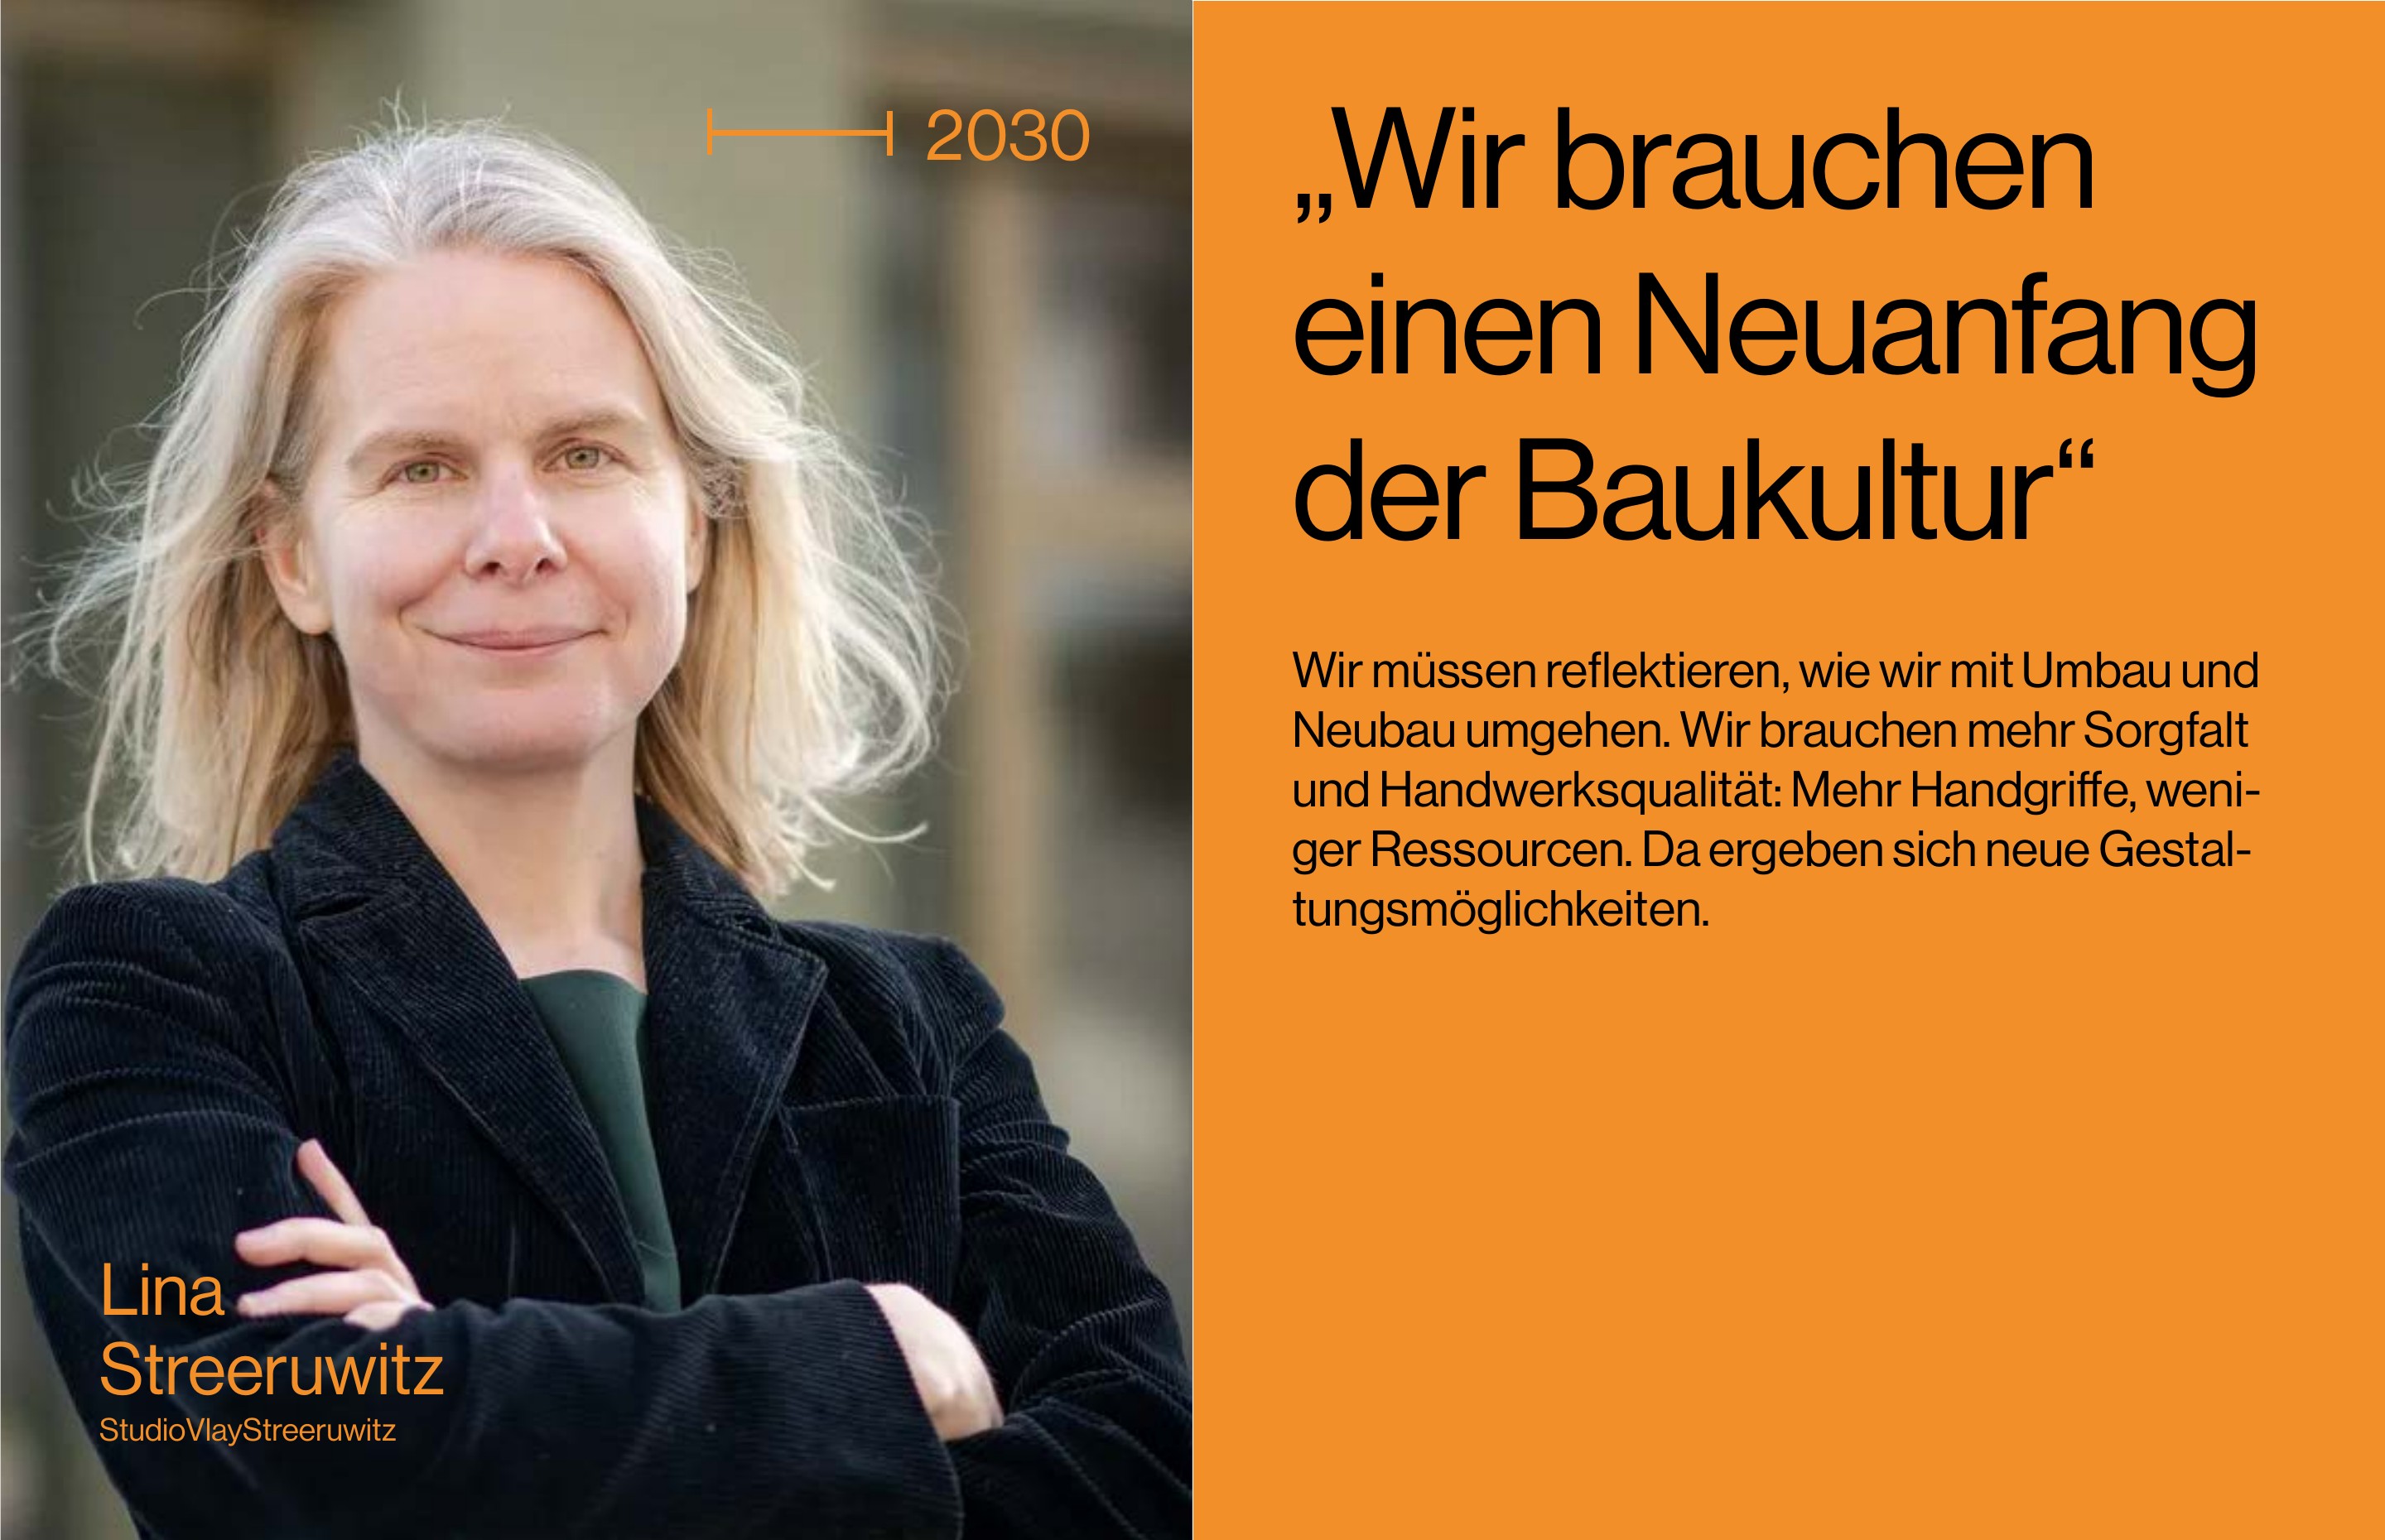 2030
Lina
Streeruwitz
StudioVlayStreeruwitz
„Wir brauchen
einen Neuanfang
der Baukultur“
Wir müssen reflektieren, wie wir mit Umbau und
Neubau umgehen. Wir brauchen mehr Sorgfalt
und Handwerksqualität: Mehr Handgriffe, weni-
ger Ressourcen. Da ergeben sich neue Gestal-
tungsmöglichkeiten.